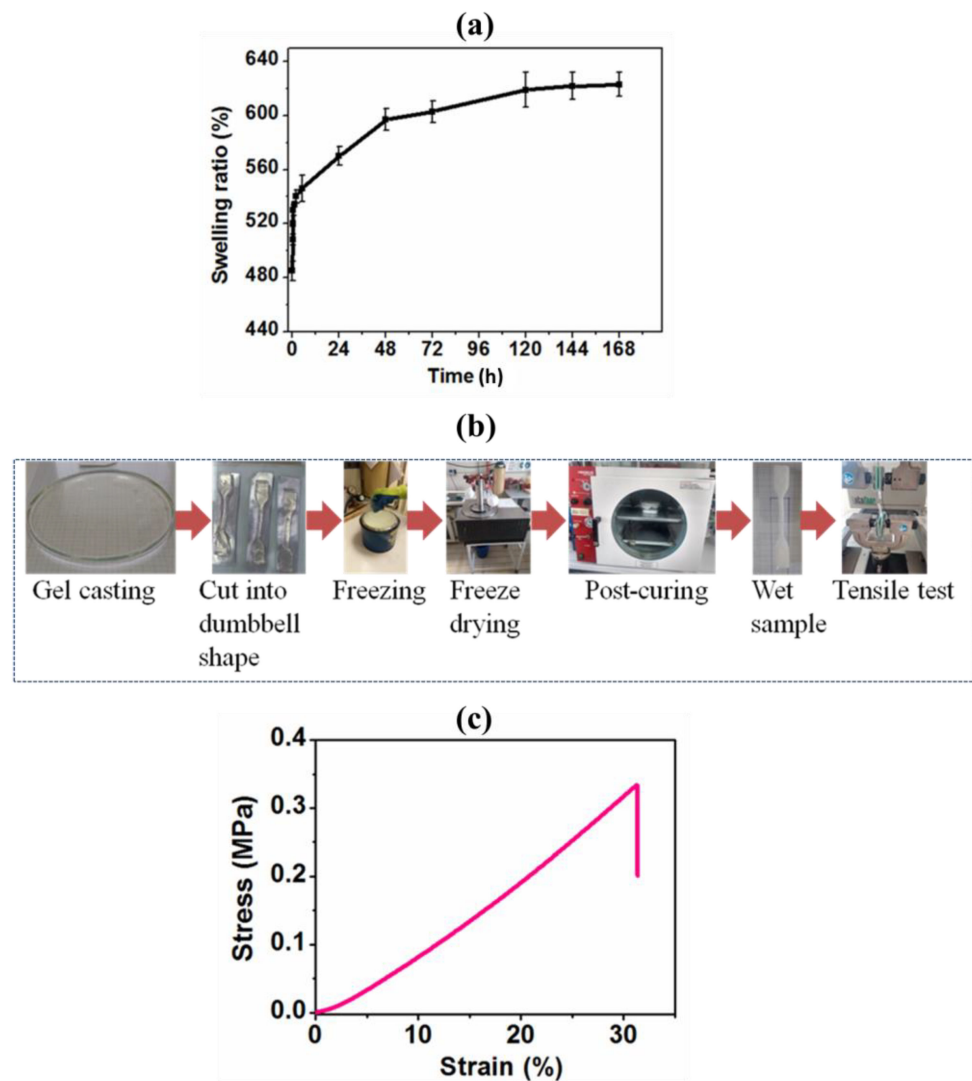 (a)
640
600
560
520
480
440
Swelling ratio (%)
0 24 48 72 96 120 144 168
Time (h)
(b)
Gel casting
Cut into
dumbbell
shape
Freezing
Freeze
drying
Post-curing
Wet
sample
Tensile test
(c)
0.4
0.3
0.2
0.1
0.0
Stress (MPa)
0 10 20 30
Strain (%)